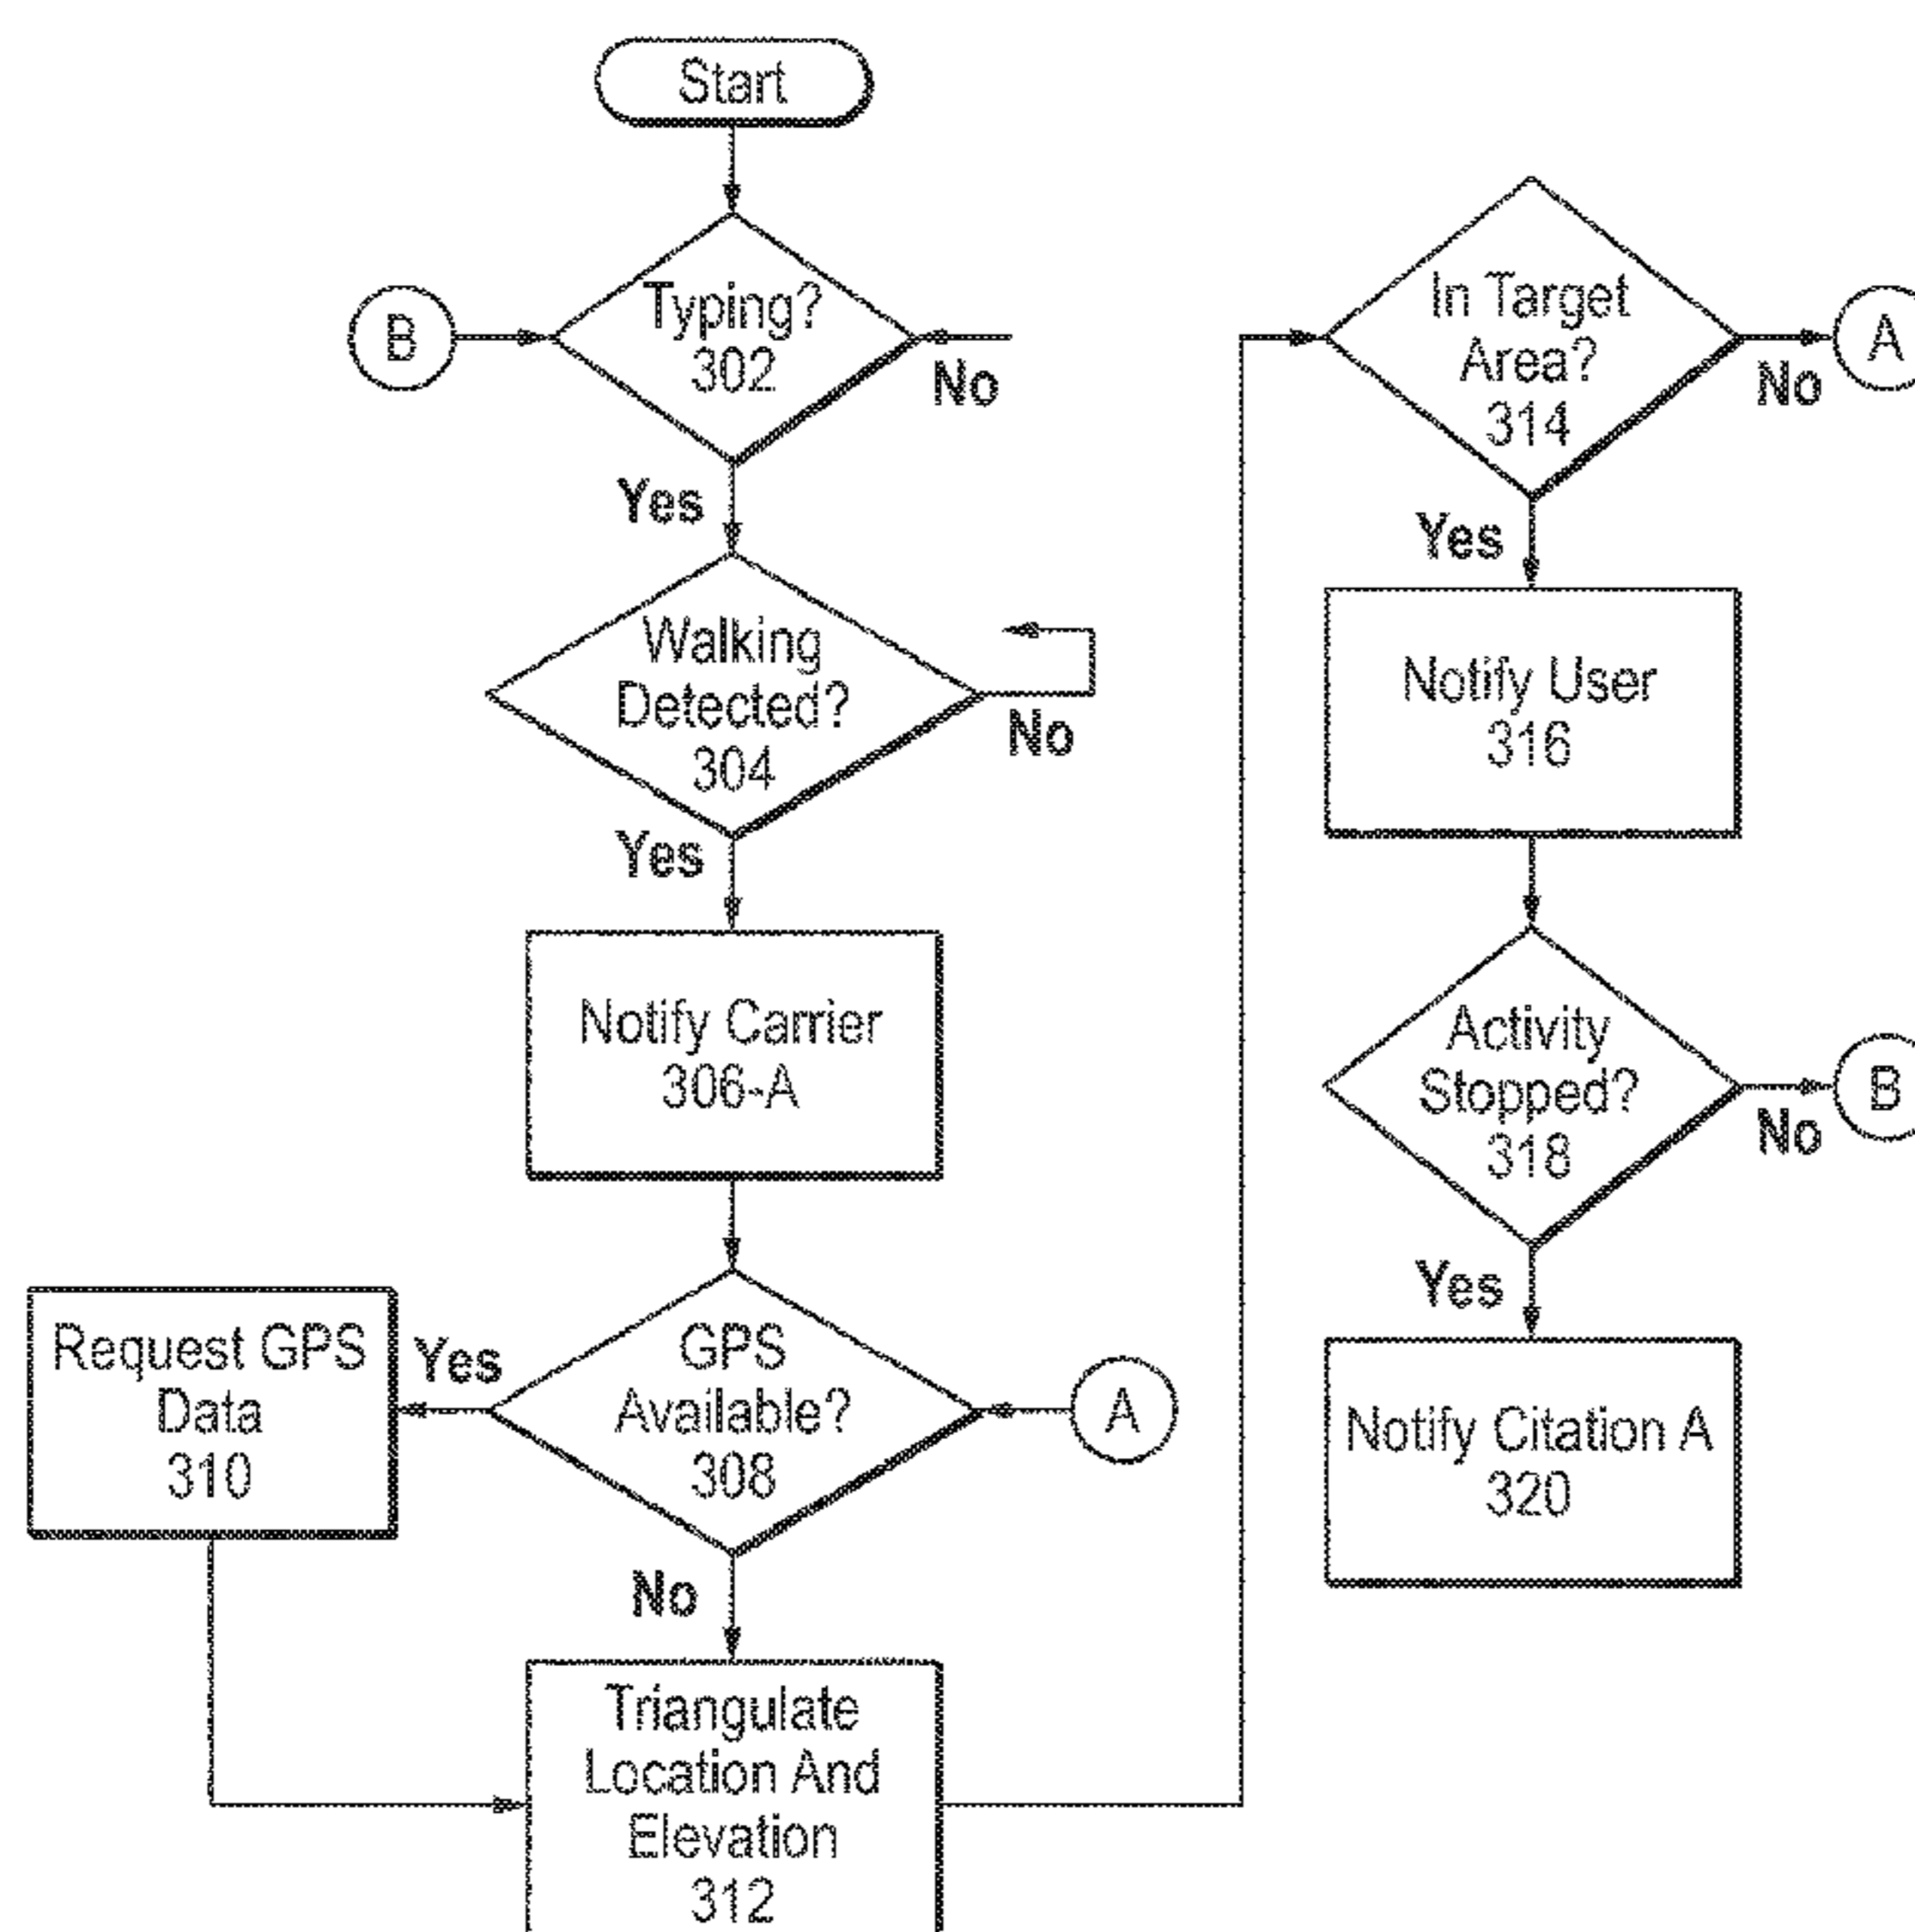 Start
B
Typing?
302
No
Yes
Walking
Detected?
304
No
Yes
Notify Carrier
306-A
Request GPS
Data
310
Yes
GPS
Available?
308
A
No
Triangulate
Location And
Elevation
312
In Target
Area?
314
No
A
Yes
Notify User
316
Activity
Stopped?
318
No
B
Yes
Notify Citation A
320